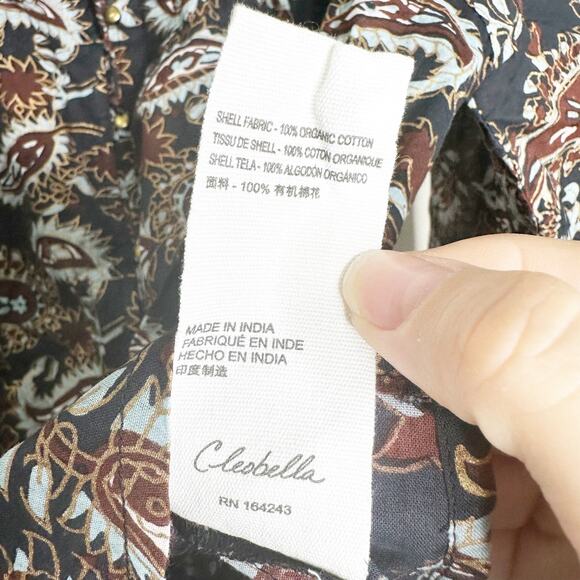 SHELL FABRIC - 100% ORGANIC COTTON
TISSU DE SHELL - 100% COTON ORGANIQUE
SHELL TELA - 100% ALGODÓN ORGÁNICO
面料 - 100% 有机棉花
MADE IN INDIA
FABRIQUÉ EN INDE
HECHO EN INDIA
印度制造
Cleobella
RN 164243